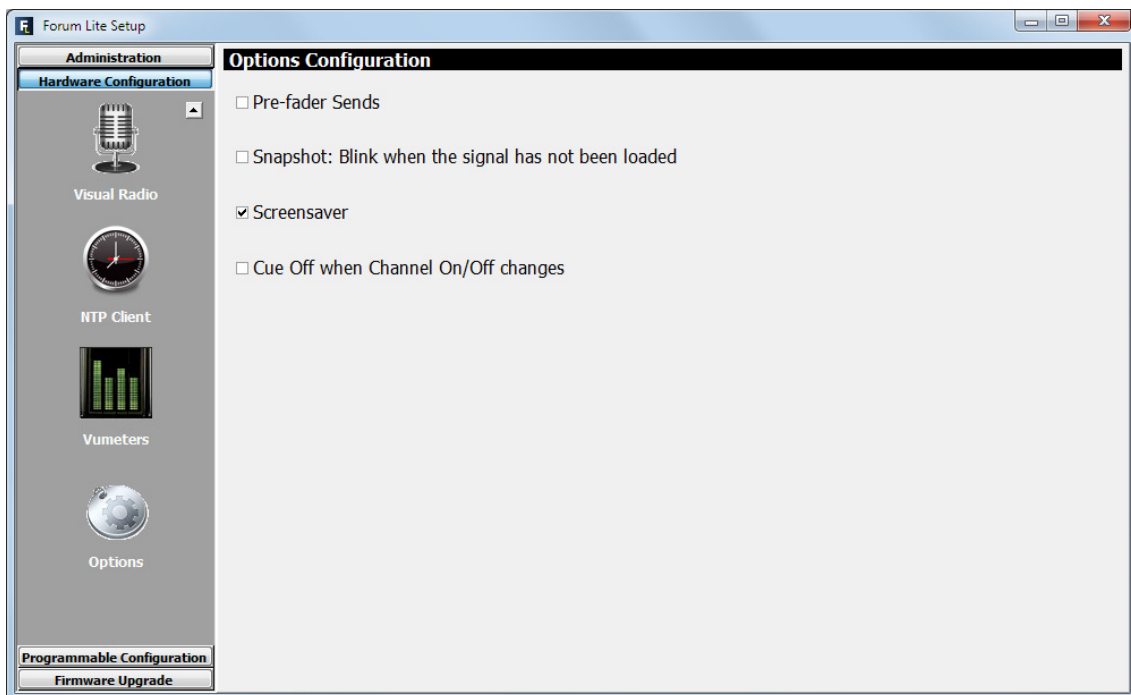 Forum Lite Setup
Administration
Hardware Configuration
Visual Radio
NTP Client
Vumeters
Options
Programmable Configuration
Firmware Upgrade
Options Configuration
Pre-fader Sends
Snapshot: Blink when the signal has not been loaded
Screensaver
Cue Off when Channel On/Off changes